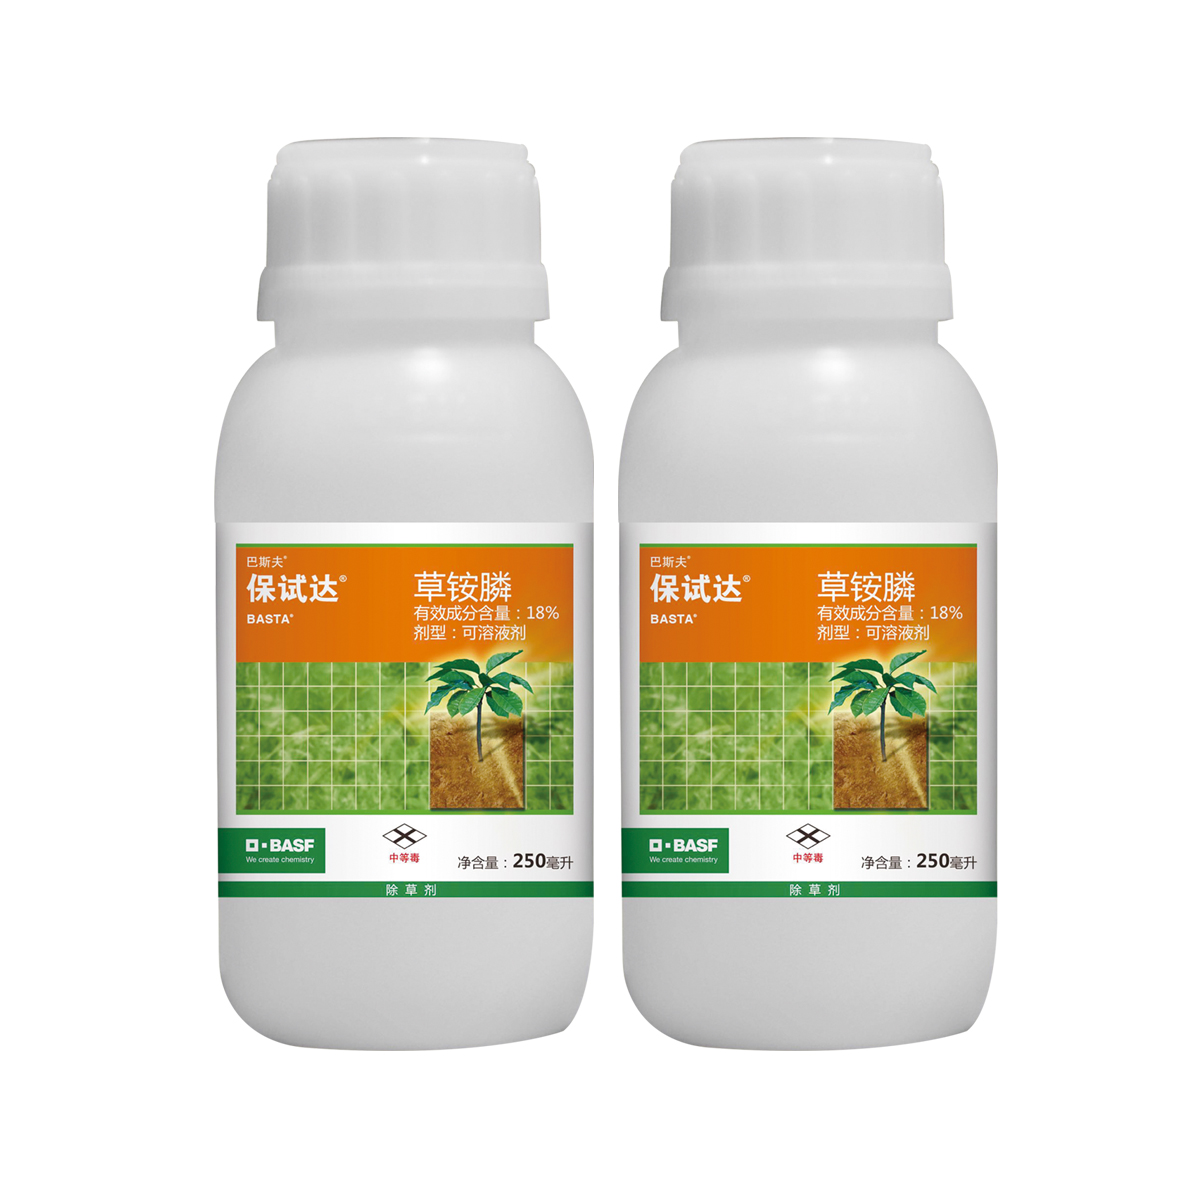 巴斯夫®
保试达®
BASTA®
草铵膦
有效成分含量：18%
剂型：可溶液剂
BASF
We create chemistry
中等毒
净含量：250毫升
除草剂
巴斯夫®
保试达®
BASTA®
草铵膦
有效成分含量：18%
剂型：可溶液剂
BASF
We create chemistry
中等毒
净含量：250毫升
除草剂